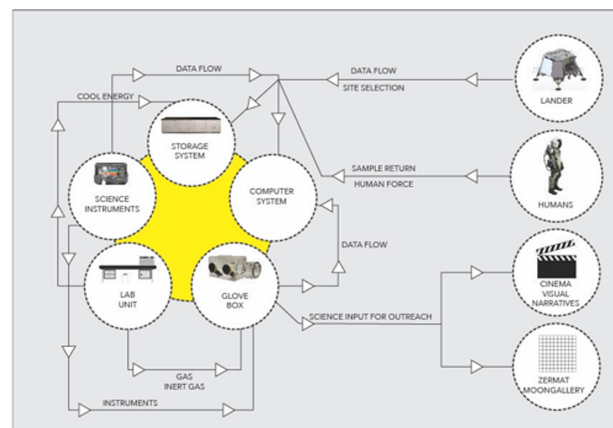 DATA FLOW
DATA FLOW
SITE SELECTION
LANDER
COOL ENERGY
STORAGE
SYSTEM
SAMPLE RETURN
HUMAN FORCE
HUMANS
SCIENCE
INSTRUMENTS
COMPUTER
SYSTEM
DATA FLOW
LAB
UNIT
GLOVE
BOX
CINEMA
VISUAL
NARRATIVES
SCIENCE INPUT FOR OUTREACH
GAS
INERT GAS
ZERMAT
MOONGALLERY
INSTRUMENTS